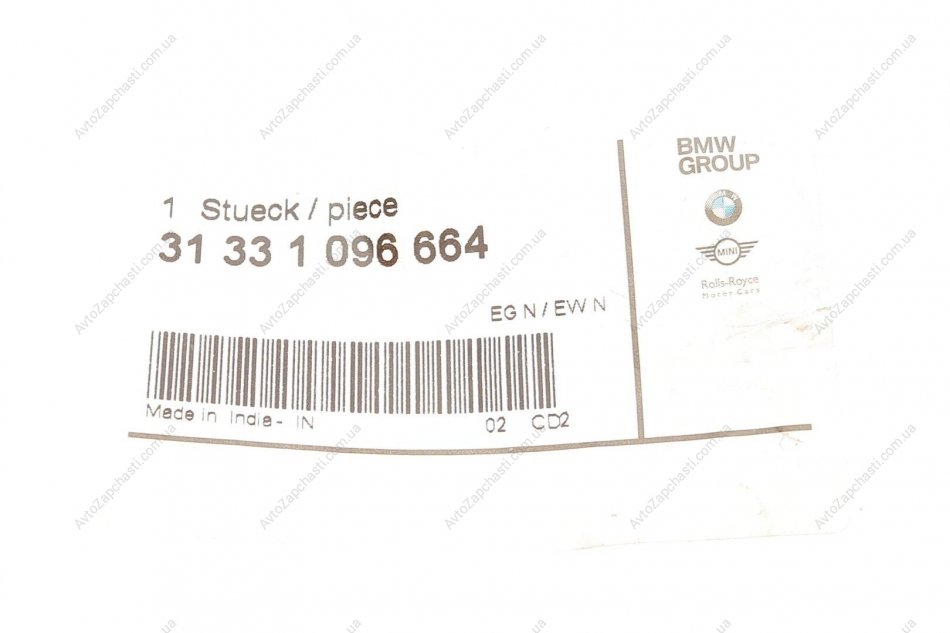 BMW
GROUP
1 Stueck / piece
31 33 1 096 664
MINI
Rolls-Royce
Motor Cars
EG N / EW N
Made in India - IN 02 CD2
AvtoZapchasti.com.ua